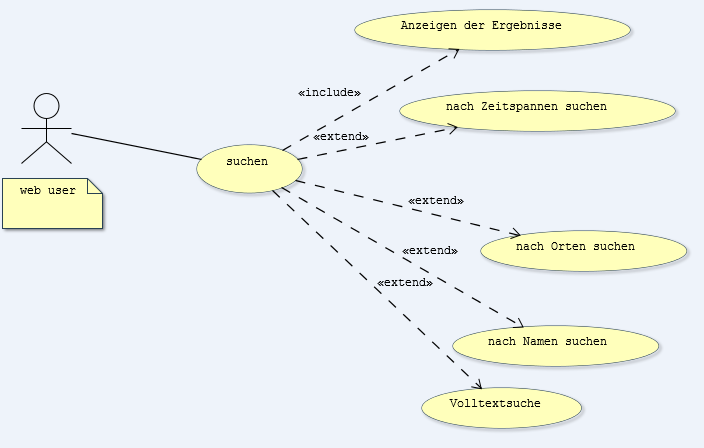 Anzeigen der Ergebnisse
«include»
nach Zeitspannen suchen
«extend»
suchen
web user
«extend»
nach Orten suchen
«extend»
«extend»
nach Namen suchen
Volltextsuche